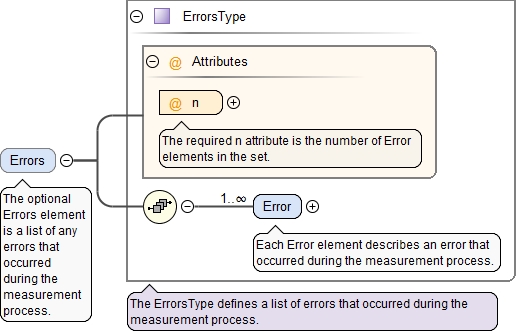 ErrorsType
@ Attributes
@ n
The required n attribute is the number of Error
elements in the set.
Errors
The optional
Errors element
is a list of any
errors that
occurred
during the
measurement
process.
1..∞
Error
Each Error element describes an error that
occurred during the measurement process.
The ErrorsType defines a list of errors that occurred during the
measurement process.